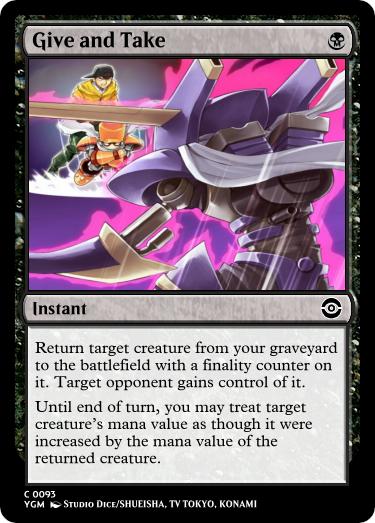 Give and Take
Instant
Return target creature from your graveyard
to the battlefield with a finality counter on
it. Target opponent gains control of it.
Until end of turn, you may treat target
creature's mana value as though it were
increased by the mana value of the
returned creature.
C 0093
YGM Studio Dice/SHUEISHA, TV TOKYO, KONAMI